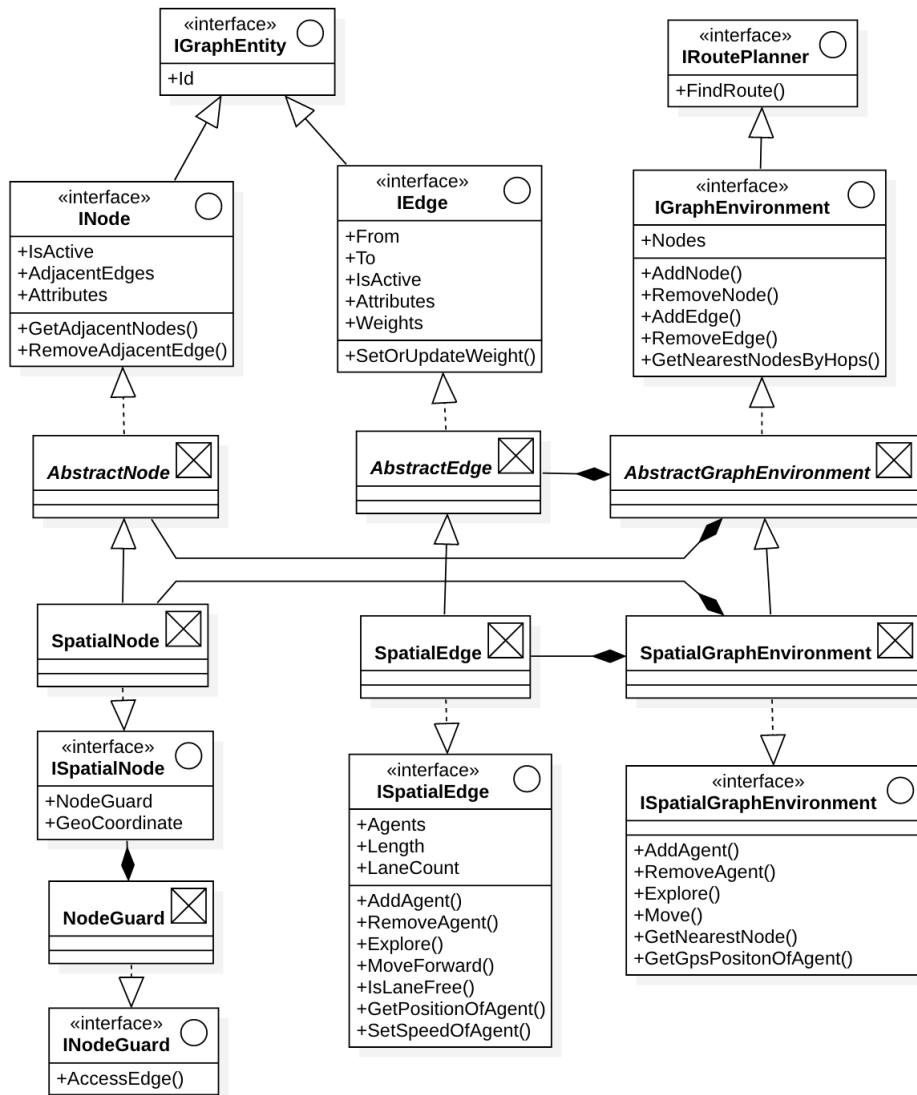 «interface»
IGraphEntity
+Id
«interface»
IRoutePlanner
+FindRoute()
«interface»
INode
+IsActive
+AdjacentEdges
+Attributes
+GetAdjacentNodes()
+RemoveAdjacentEdge()
«interface»
IEdge
+From
+To
+IsActive
+Attributes
+Weights
+SetOrUpdateWeight()
«interface»
IGraphEnvironment
+Nodes
+AddNode()
+RemoveNode()
+AddEdge()
+RemoveEdge()
+GetNearestNodesByHops()
AbstractNode
AbstractEdge
AbstractGraphEnvironment
SpatialNode
SpatialEdge
SpatialGraphEnvironment
«interface»
ISpatialNode
+NodeGuard
+GeoCoordinate
NodeGuard
«interface»
INodeGuard
+AccessEdge()
«interface»
ISpatialEdge
+Agents
+Length
+LaneCount
+AddAgent()
+RemoveAgent()
+Explore()
+MoveForward()
+IsLaneFree()
+GetPositionOfAgent()
+SetSpeedOfAgent()
«interface»
ISpatialGraphEnvironment
+AddAgent()
+RemoveAgent()
+Explore()
+Move()
+GetNearestNode()
+GetGpsPositonOfAgent()